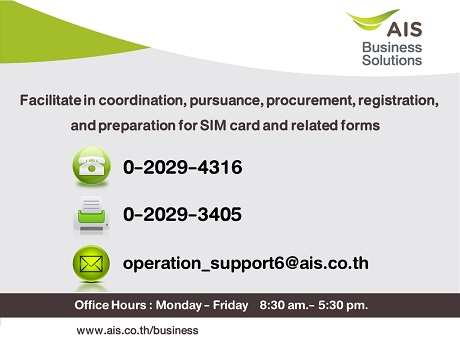 AIS
Business
Solutions
Facilitate in coordination, pursuance, procurement, registration,
and preparation for SIM card and related forms
0-2029-4316
0-2029-3405
operation_support6@ais.co.th
Office Hours : Monday - Friday 8:30 am.- 5:30 pm.
www.ais.co.th/business